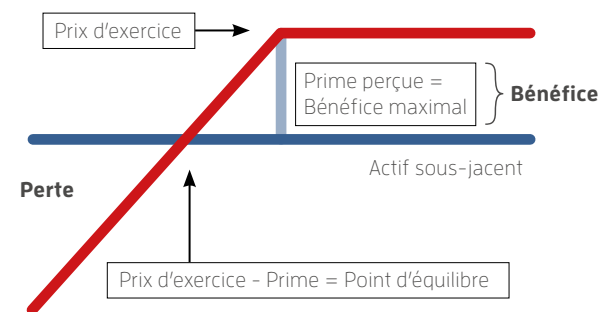 Prix d'exercice
Prime perçue =
Bénéfice maximal
Bénéfice
Actif sous-jacent
Perte
Prix d'exercice - Prime = Point d'équilibre